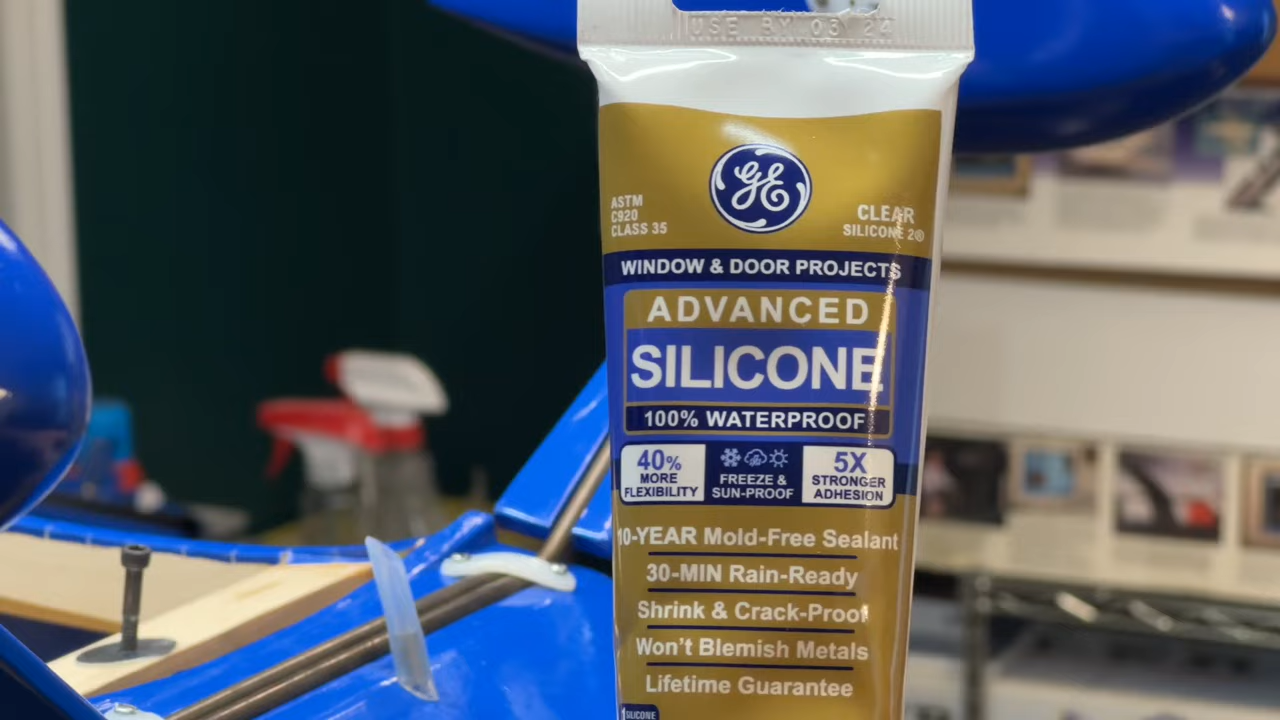 USE BY 03 24
GE
ASTM
C920
CLASS 35
CLEAR
SILICONE 2®
WINDOW & DOOR PROJECTS
ADVANCED
SILICONE
100% WATERPROOF
40%
MORE
FLEXIBILITY
FREEZE &
SUN-PROOF
5X
STRONGER
ADHESION
10-YEAR Mold-Free Sealant
30-MIN Rain-Ready
Shrink & Crack-Proof
Won't Blemish Metals
Lifetime Guarantee
1 SILICONE